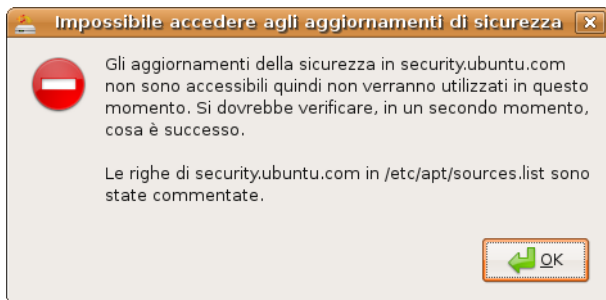 Impossibile accedere agli aggiornamenti di sicurezza
Gli aggiornamenti della sicurezza in security.ubuntu.com
non sono accessibili quindi non verranno utilizzati in questo
momento. Si dovrebbe verificare, in un secondo momento,
cosa è successo.
Le righe di security.ubuntu.com in /etc/apt/sources.list sono
state commentate.
OK